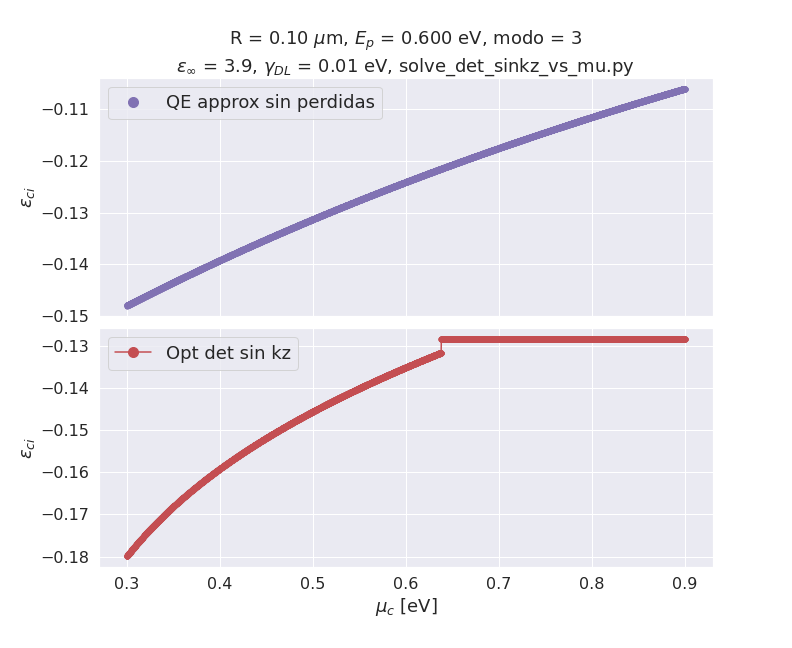 R = 0.10 μm, E_p = 0.600 eV, modo = 3
ε_∞ = 3.9, γ_DL = 0.01 eV, solve_det_sinkz_vs_mu.py
QE approx sin perdidas
−0.11
−0.12
−0.13
−0.14
−0.15
ε_ci
Opt det sin kz
−0.13
−0.14
−0.15
−0.16
−0.17
−0.18
ε_ci
0.3 0.4 0.5 0.6 0.7 0.8 0.9
μ_c [eV]